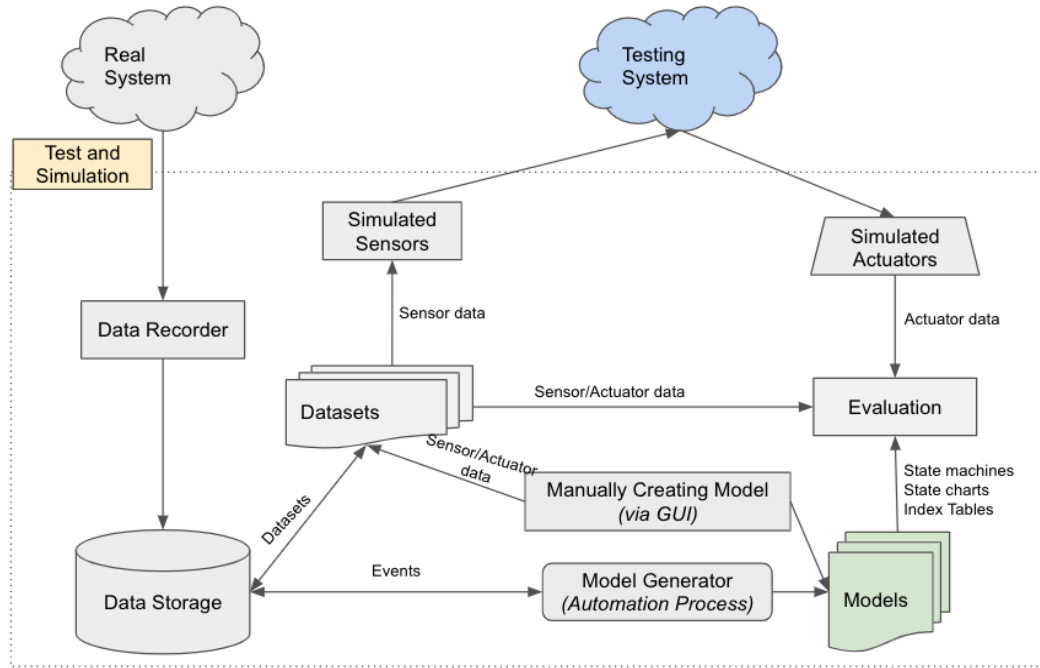 Real
System
Testing
System
Test and
Simulation
Simulated
Sensors
Simulated
Actuators
Sensor data
Data Recorder
Actuator data
Datasets
Sensor/Actuator data
Evaluation
Sensor/Actuator
data
State machines
State charts
Index Tables
Manually Creating Model
(via GUI)
Datasets
Events
Model Generator
(Automation Process)
Data Storage
Models